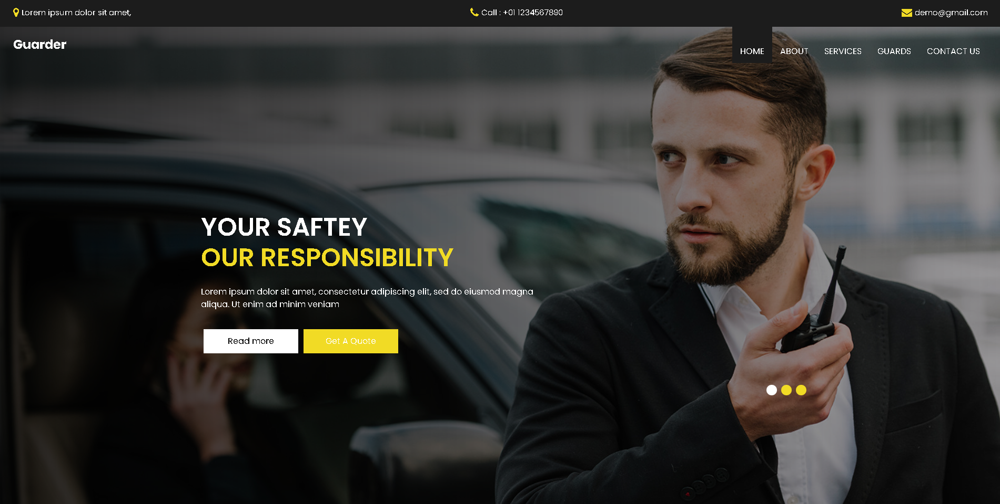 Lorem ipsum dolor sit amet,
Call : +01 1234567890
demo@gmail.com
Guarder
HOME ABOUT SERVICES GUARDS CONTACT US
YOUR SAFTEY
OUR RESPONSIBILITY
Lorem ipsum dolor sit amet, consectetur adipiscing elit, sed do eiusmod magna
aliqua. Ut enim ad minim veniam
Read more
Get A Quote